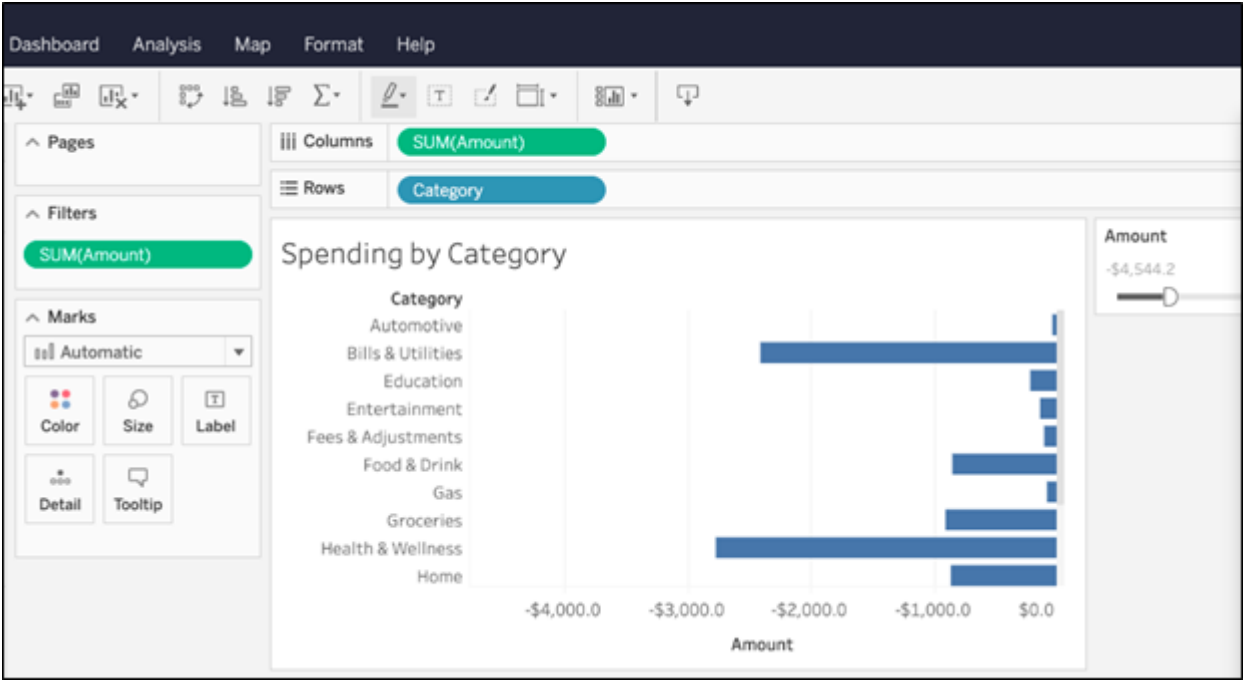 Dashboard Analysis Map Format Help
Pages
Filters
SUM(Amount)
Marks
Automatic
Color Size Label
Detail Tooltip
Columns SUM(Amount)
Rows Category
Spending by Category
Category
Automotive
Bills & Utilities
Education
Entertainment
Fees & Adjustments
Food & Drink
Gas
Groceries
Health & Wellness
Home
-$4,000.0 -$3,000.0 -$2,000.0 -$1,000.0 $0.0
Amount
Amount
-$4,544.2